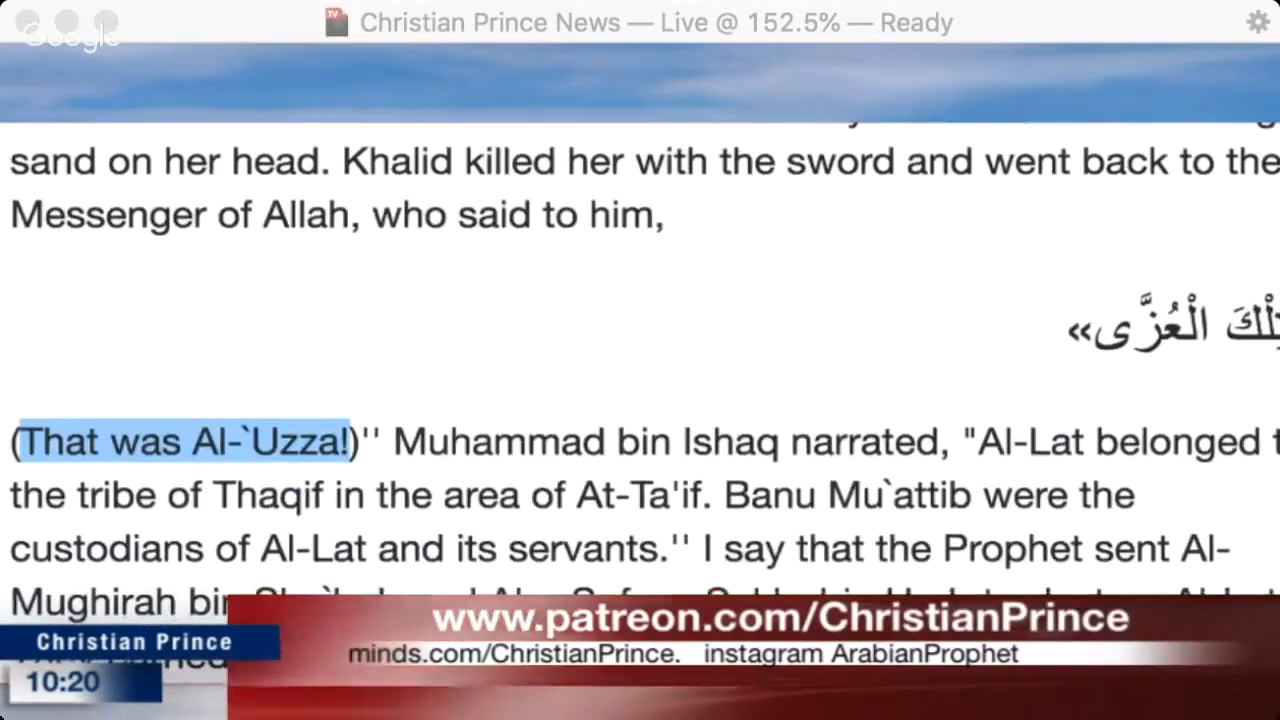 Christian Prince News — Live @ 152.5% — Ready
Google
sand on her head. Khalid killed her with the sword and went back to the
Messenger of Allah, who said to him,
تِلْكَ الْعُزَّى»
(That was Al-`Uzza!)'' Muhammad bin Ishaq narrated, "Al-Lat belonged t
the tribe of Thaqif in the area of At-Ta'if. Banu Mu`attib were the
custodians of Al-Lat and its servants.'' I say that the Prophet sent Al-
Mughirah bin
www.patreon.com/ChristianPrince
Christian Prince
minds.com/ChristianPrince. instagram ArabianProphet
10:20